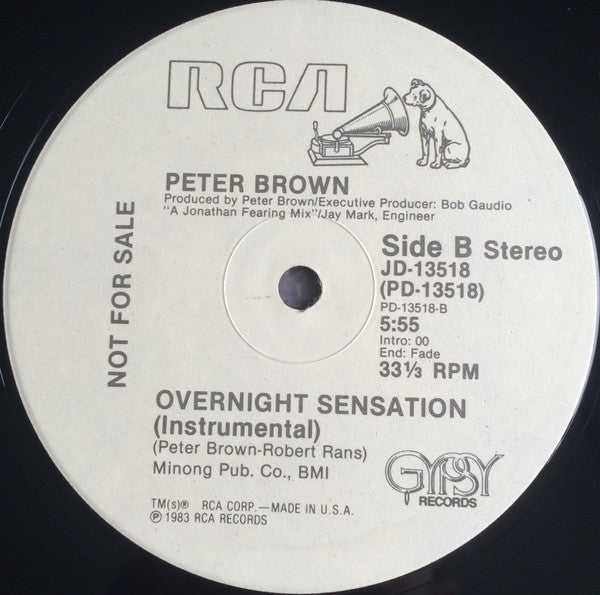 RCA
PETER BROWN
Produced by Peter Brown/Executive Producer: Bob Gaudio
"A Jonathan Fearing Mix"/Jay Mark, Engineer
NOT FOR SALE
Side B Stereo
JD-13518
(PD-13518)
PD-13518-B
5:55
Intro: 00
End: Fade
33⅓ RPM
OVERNIGHT SENSATION
(Instrumental)
(Peter Brown-Robert Rans)
Minong Pub. Co., BMI
GYPSY
RECORDS
TM(s)® RCA CORP.—MADE IN U.S.A.
℗ 1983 RCA RECORDS